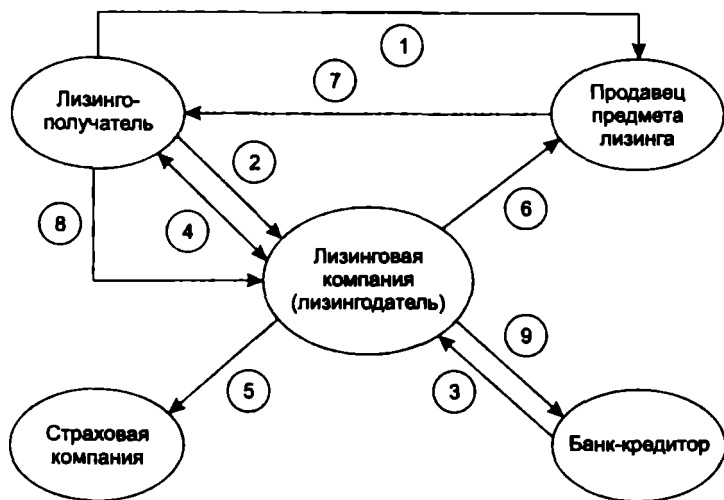 1
7
Лизинго-
получатель
Продавец
предмета
лизинга
2
8
4
6
Лизинговая
компания
(лизингодатель)
9
5
3
Страховая
компания
Банк-кредитор